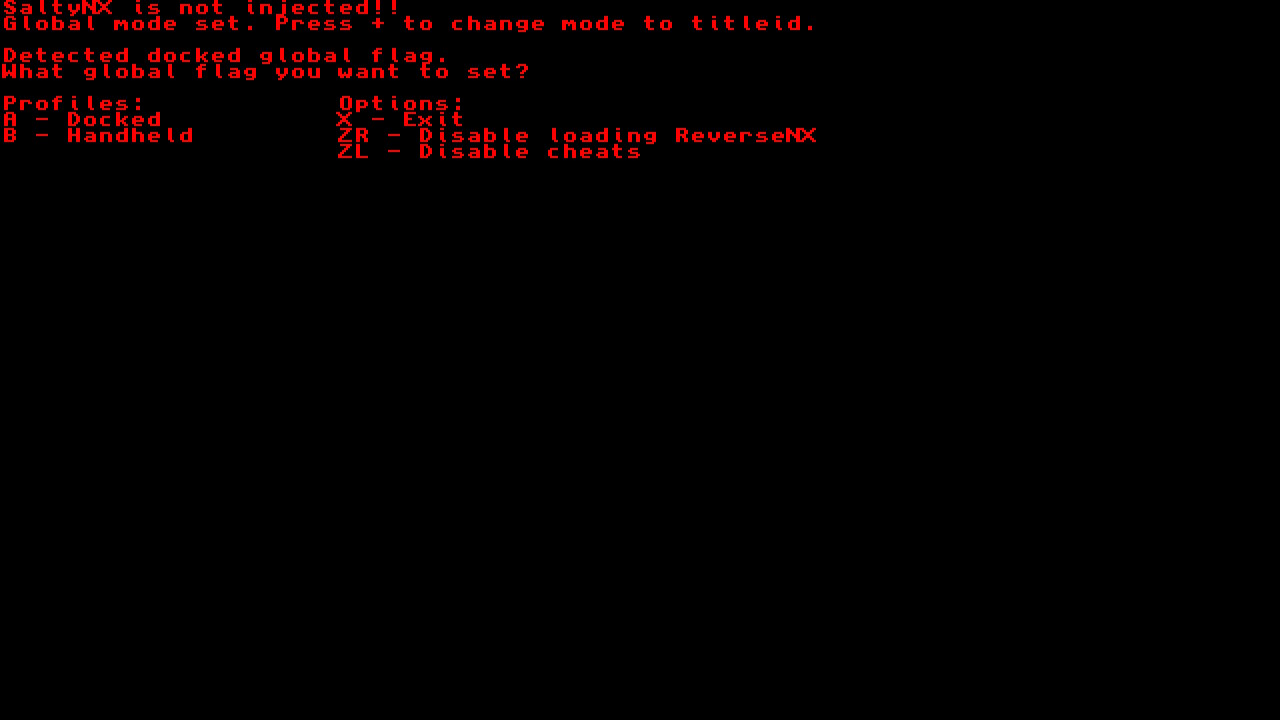 SaltyNX is not injected!!
Global mode set. Press + to change mode to titleid.
Detected docked global flag.
What global flag you want to set?
Profiles: Options:
A - Docked X - Exit
B - Handheld ZR - Disable loading ReverseNX
ZL - Disable cheats